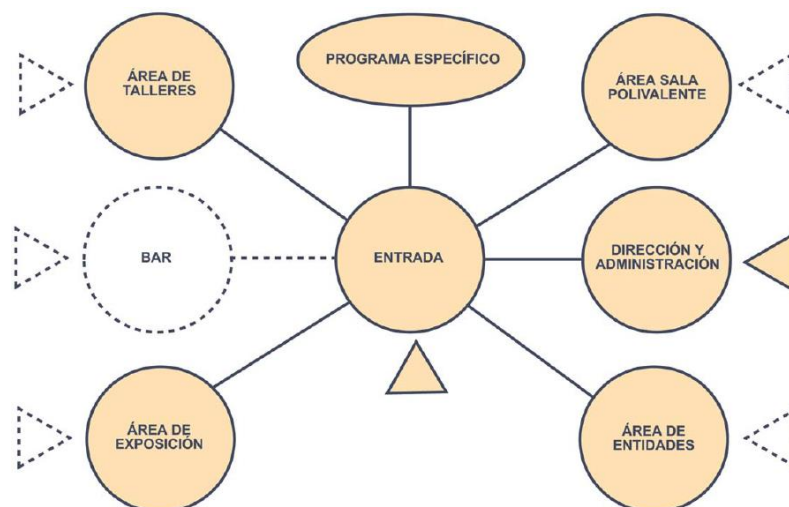 PROGRAMA ESPECÍFICO
ÁREA DE
TALLERES
ÁREA SALA
POLIVALENTE
BAR
ENTRADA
DIRECCIÓN Y
ADMINISTRACIÓN
ÁREA DE
EXPOSICIÓN
ÁREA DE
ENTIDADES